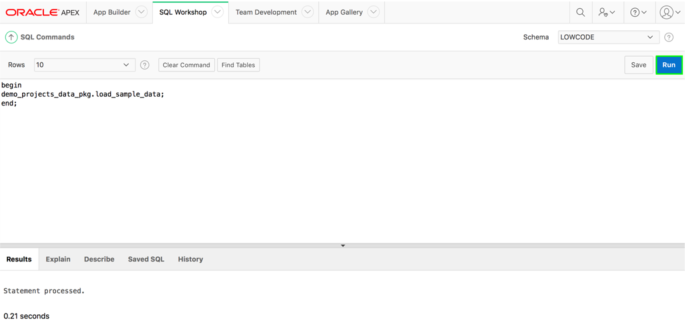 ORACLE APEX App Builder SQL Workshop Team Development App Gallery
SQL Commands Schema LOWCODE
Rows 10 Clear Command Find Tables Save Run
begin
demo_projects_data_pkg.load_sample_data;
end;
Results Explain Describe Saved SQL History
Statement processed.
0.21 seconds